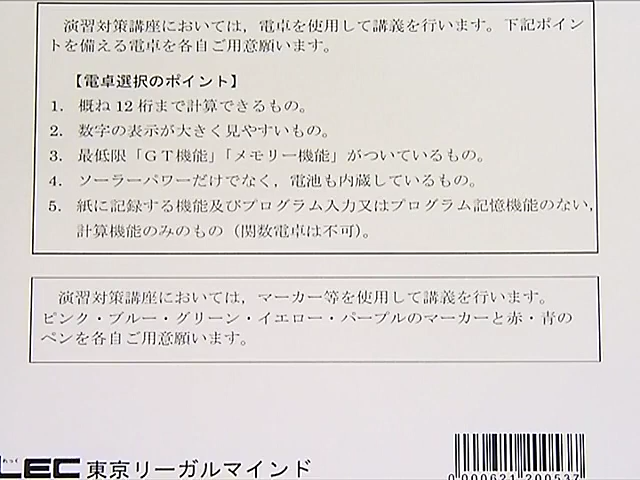 演習対策講座においては，電卓を使用して講義を行います。下記ポイン
トを備える電卓を各自ご用意願います。
【電卓選択のポイント】
1. 概ね 12 桁まで計算できるもの。
2. 数字の表示が大きく見やすいもの。
3. 最低限「ＧＴ機能」「メモリー機能」がついているもの。
4. ソーラーパワーだけでなく，電池も内蔵しているもの。
5. 紙に記録する機能及びプログラム入力又はプログラム記憶機能のない，
計算機能のみのもの（関数電卓は不可）。
演習対策講座においては，マーカー等を使用して講義を行います。
ピンク・ブルー・グリーン・イエロー・パープルのマーカーと赤・青の
ペンを各自ご用意願います。
れっく
LEC 東京リーガルマインド
0 000621 200537